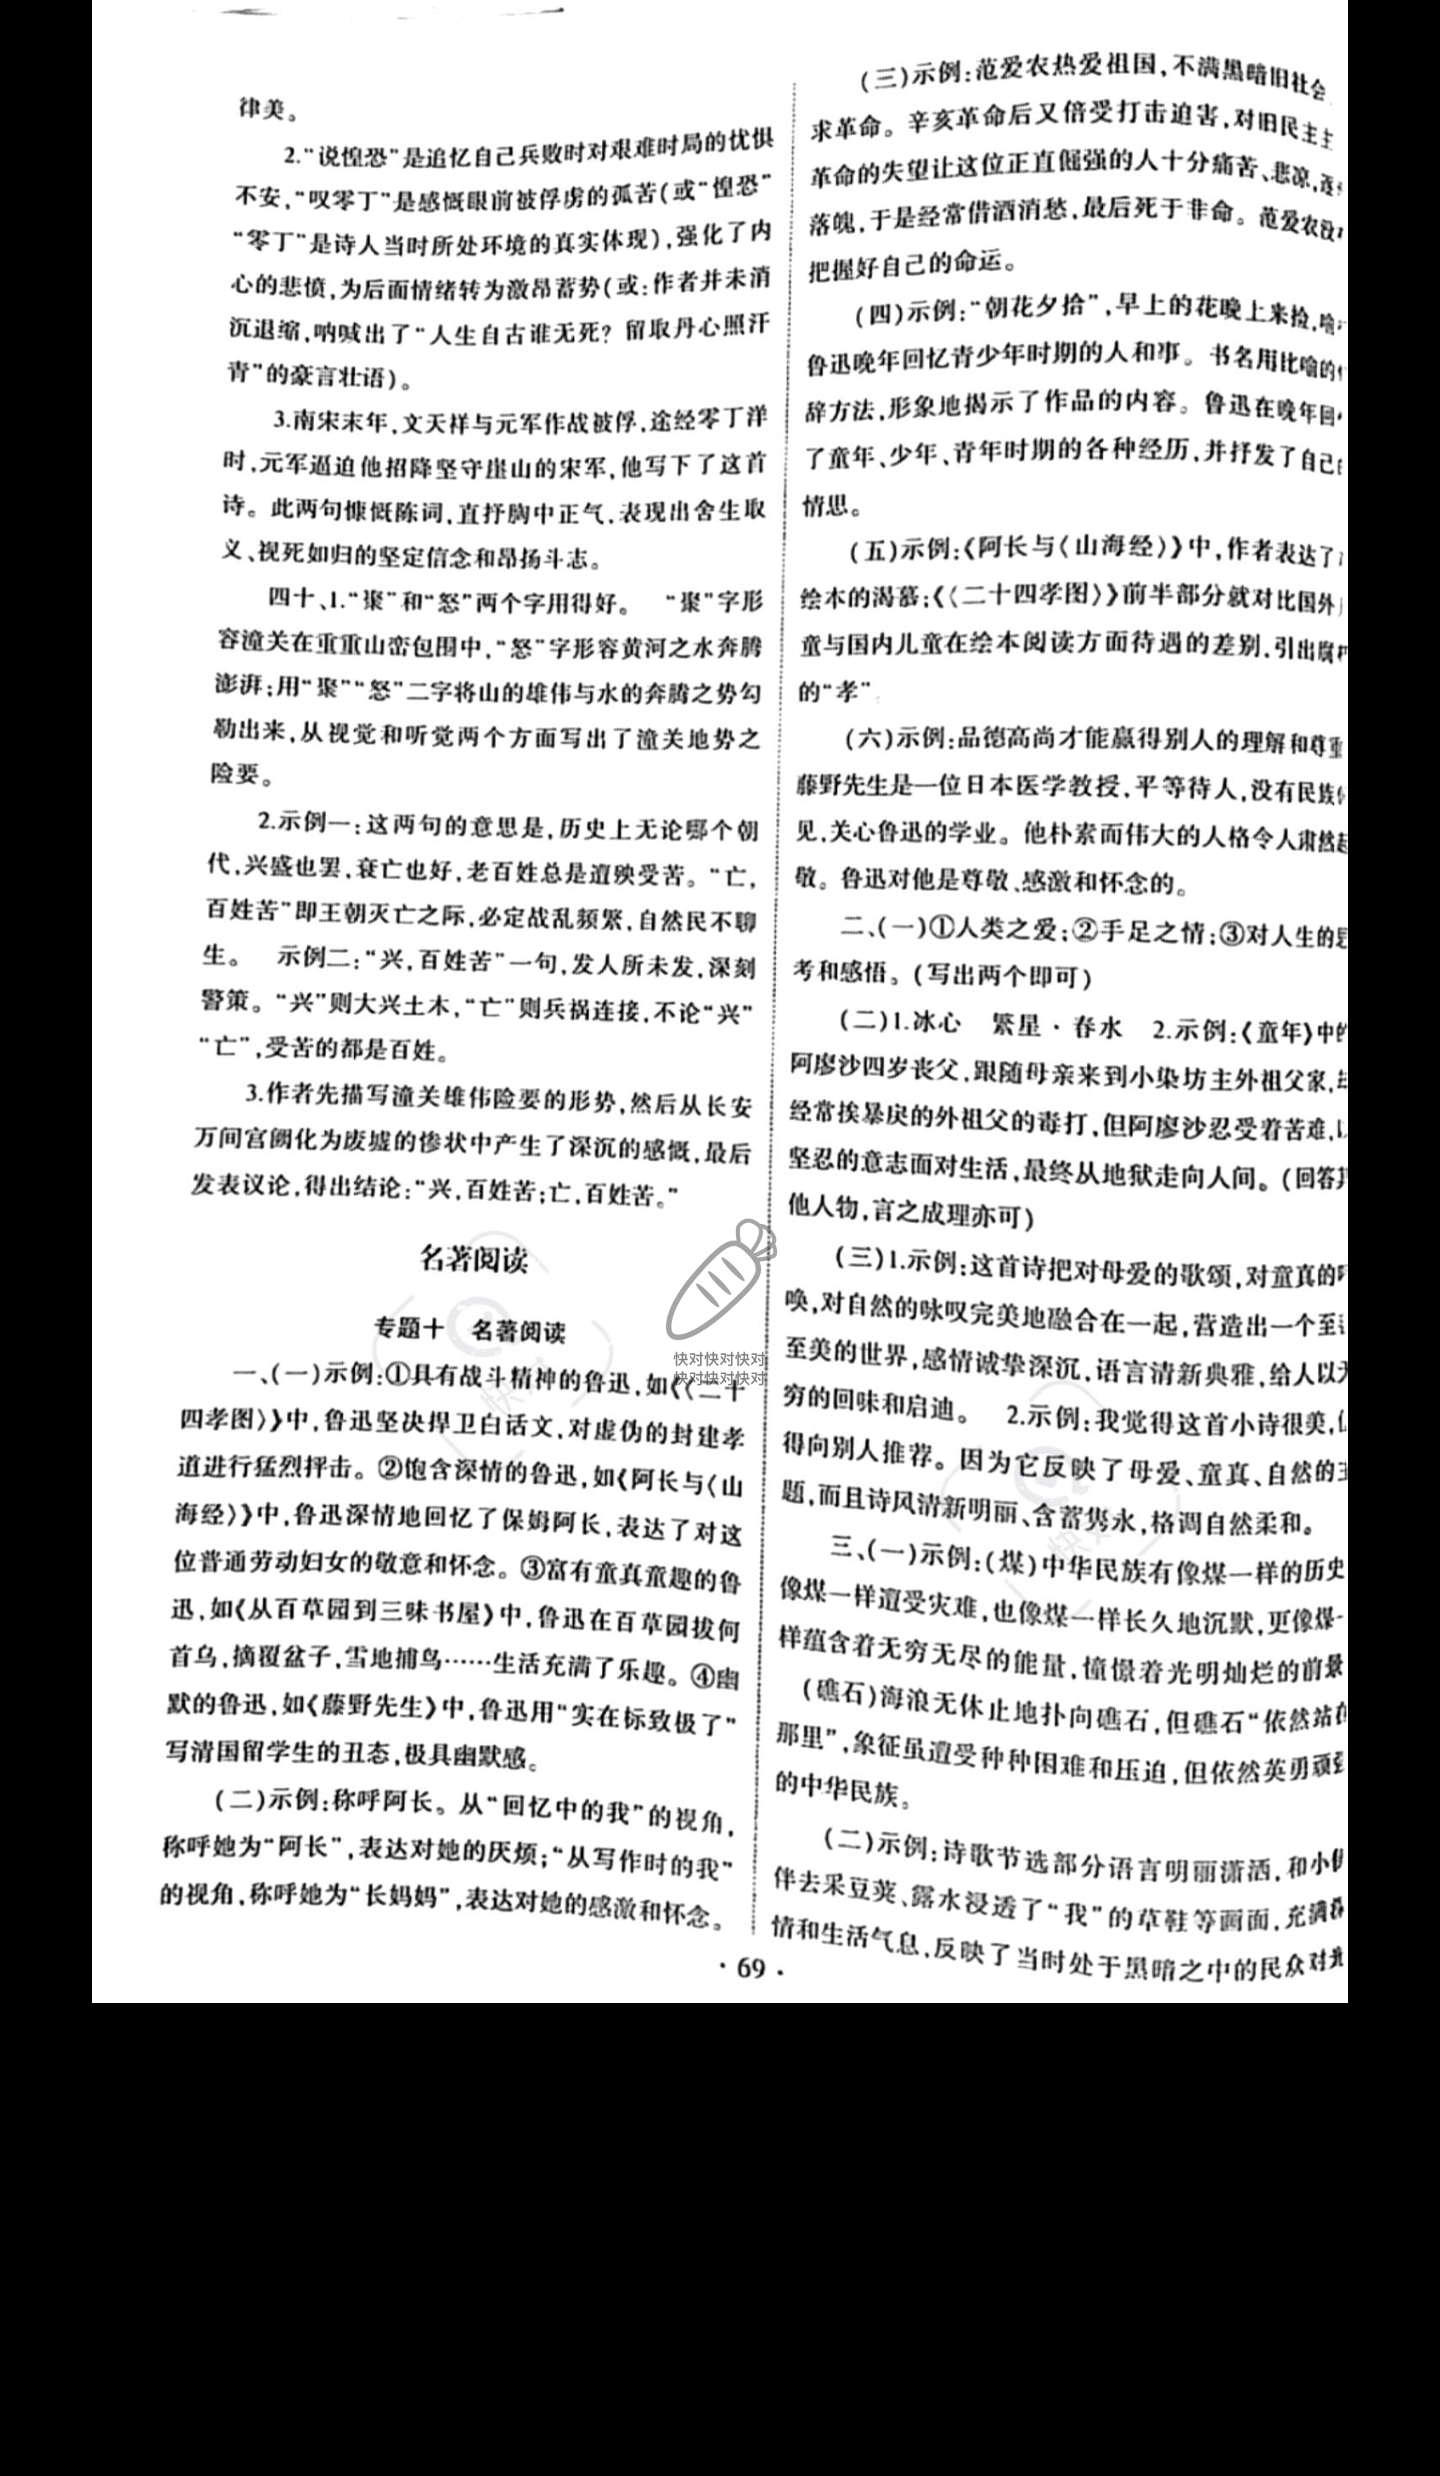 律美。
2.“说惶恐”是追忆自己兵败时对艰难时局的忧惧
不安,“叹零丁”是感慨眼前被俘虏的孤苦(或“惶恐”
“零丁”是诗人当时所处环境的真实体现),强化了内
心的悲愤,为后面情绪转为激昂蓄势(或:作者并未消
沉退缩,呐喊出了“人生自古谁无死？留取丹心照汗
青”的豪言壮语)。
3.南宋末年,文天祥与元军作战被俘,途经零丁洋
时,元军逼迫他招降坚守崖山的宋军,他写下了这首
诗。此两句慷慨陈词,直抒胸中正气,表现出舍生取
义、视死如归的坚定信念和昂扬斗志。
四十、1.“聚”和“怒”两个字用得好。 “聚”字形
容潼关在重重山峦包围中,“怒”字形容黄河之水奔腾
澎湃;用“聚”“怒”二字将山的雄伟与水的奔腾之势勾
勒出来,从视觉和听觉两个方面写出了潼关地势之
险要。
2.示例一:这两句的意思是,历史上无论哪个朝
代,兴盛也罢,衰亡也好,老百姓总是遭殃受苦。“亡,
百姓苦”即王朝灭亡之际,必定战乱频繁,自然民不聊
生。 示例二:“兴,百姓苦”一句,发人所未发,深刻
警策。“兴”则大兴土木,“亡”则兵祸连接,不论“兴”
“亡”,受苦的都是百姓。
3.作者先描写潼关雄伟险要的形势,然后从长安
万间宫阙化为废墟的惨状中产生了深沉的感慨,最后
发表议论,得出结论:“兴,百姓苦;亡,百姓苦。”
名著阅读
专题十 名著阅读
一、(一)示例:①具有战斗精神的鲁迅,如《〈二十
四孝图〉》中,鲁迅坚决捍卫白话文,对虚伪的封建孝
道进行猛烈抨击。②饱含深情的鲁迅,如《阿长与〈山
海经〉》中,鲁迅深情地回忆了保姆阿长,表达了对这
位普通劳动妇女的敬意和怀念。③富有童真童趣的鲁
迅,如《从百草园到三味书屋》中,鲁迅在百草园拔何
首乌,摘覆盆子,雪地捕鸟……生活充满了乐趣。④幽
默的鲁迅,如《藤野先生》中,鲁迅用“实在标致极了”
写清国留学生的丑态,极具幽默感。
(二)示例:称呼阿长。从“回忆中的我”的视角,
称呼她为“阿长”,表达对她的厌烦;“从写作时的我”
的视角,称呼她为“长妈妈”,表达对她的感激和怀念。
(三)示例:范爱农热爱祖国,不满黑暗旧社会
求革命。辛亥革命后又倍受打击迫害,对旧民主主
革命的失望让这位正直倔强的人十分痛苦、悲凉,
落魄,于是经常借酒消愁,最后死于非命。范爱农没
把握好自己的命运。
(四)示例:“朝花夕拾”,早上的花晚上来捡,喻
鲁迅晚年回忆青少年时期的人和事。书名用比喻的
辞方法,形象地揭示了作品的内容。鲁迅在晚年回
了童年、少年、青年时期的各种经历,并抒发了自己
情思。
(五)示例:《阿长与〈山海经〉》中,作者表达了
绘本的渴慕;《〈二十四孝图〉》前半部分就对比国外
童与国内儿童在绘本阅读方面待遇的差别,引出腐
的“孝”
(六)示例:品德高尚才能赢得别人的理解和尊重
藤野先生是一位日本医学教授,平等待人,没有民族
见,关心鲁迅的学业。他朴素而伟大的人格令人肃然起
敬。鲁迅对他是尊敬、感激和怀念的。
二、(一)①人类之爱;②手足之情;③对人生的思
考和感悟。(写出两个即可)
(二)1.冰心 繁星·春水 2.示例:《童年》中的
阿廖沙四岁丧父,跟随母亲来到小染坊主外祖父家,
经常挨暴戾的外祖父的毒打,但阿廖沙忍受着苦难,
坚忍的意志面对生活,最终从地狱走向人间。(回答其
他人物,言之成理亦可)
(三)1.示例:这首诗把对母爱的歌颂,对童真的呼
唤,对自然的咏叹完美地融合在一起,营造出一个至
至美的世界,感情诚挚深沉,语言清新典雅,给人以无
穷的回味和启迪。 2.示例:我觉得这首小诗很美,
得向别人推荐。因为它反映了母爱、童真、自然的主
题,而且诗风清新明丽、含蓄隽永,格调自然柔和。
三、(一)示例:(煤)中华民族有像煤一样的历史
像煤一样遭受灾难,也像煤一样长久地沉默,更像煤一
样蕴含着无穷无尽的能量,憧憬着光明灿烂的前景
(礁石)海浪无休止地扑向礁石,但礁石“依然站在
那里”,象征虽遭受种种困难和压迫,但依然英勇顽强
的中华民族。
(二)示例:诗歌节选部分语言明丽潇洒,和小伙
伴去采豆荚、露水浸透了“我”的草鞋等画面,充满
情和生活气息,反映了当时处于黑暗之中的民众对光
快对快对快对
快对快对快对
·69·